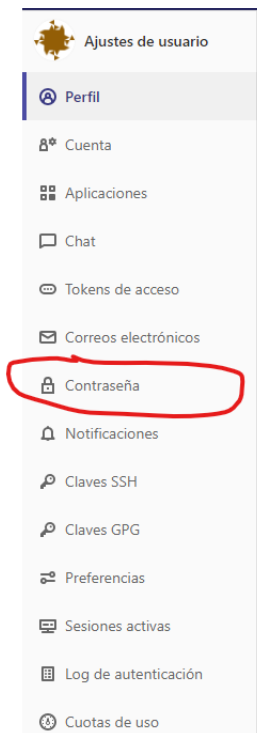 Ajustes de usuario
Perfil
Cuenta
Aplicaciones
Chat
Tokens de acceso
Correos electrónicos
Contraseña
Notificaciones
Claves SSH
Claves GPG
Preferencias
Sesiones activas
Log de autenticación
Cuotas de uso